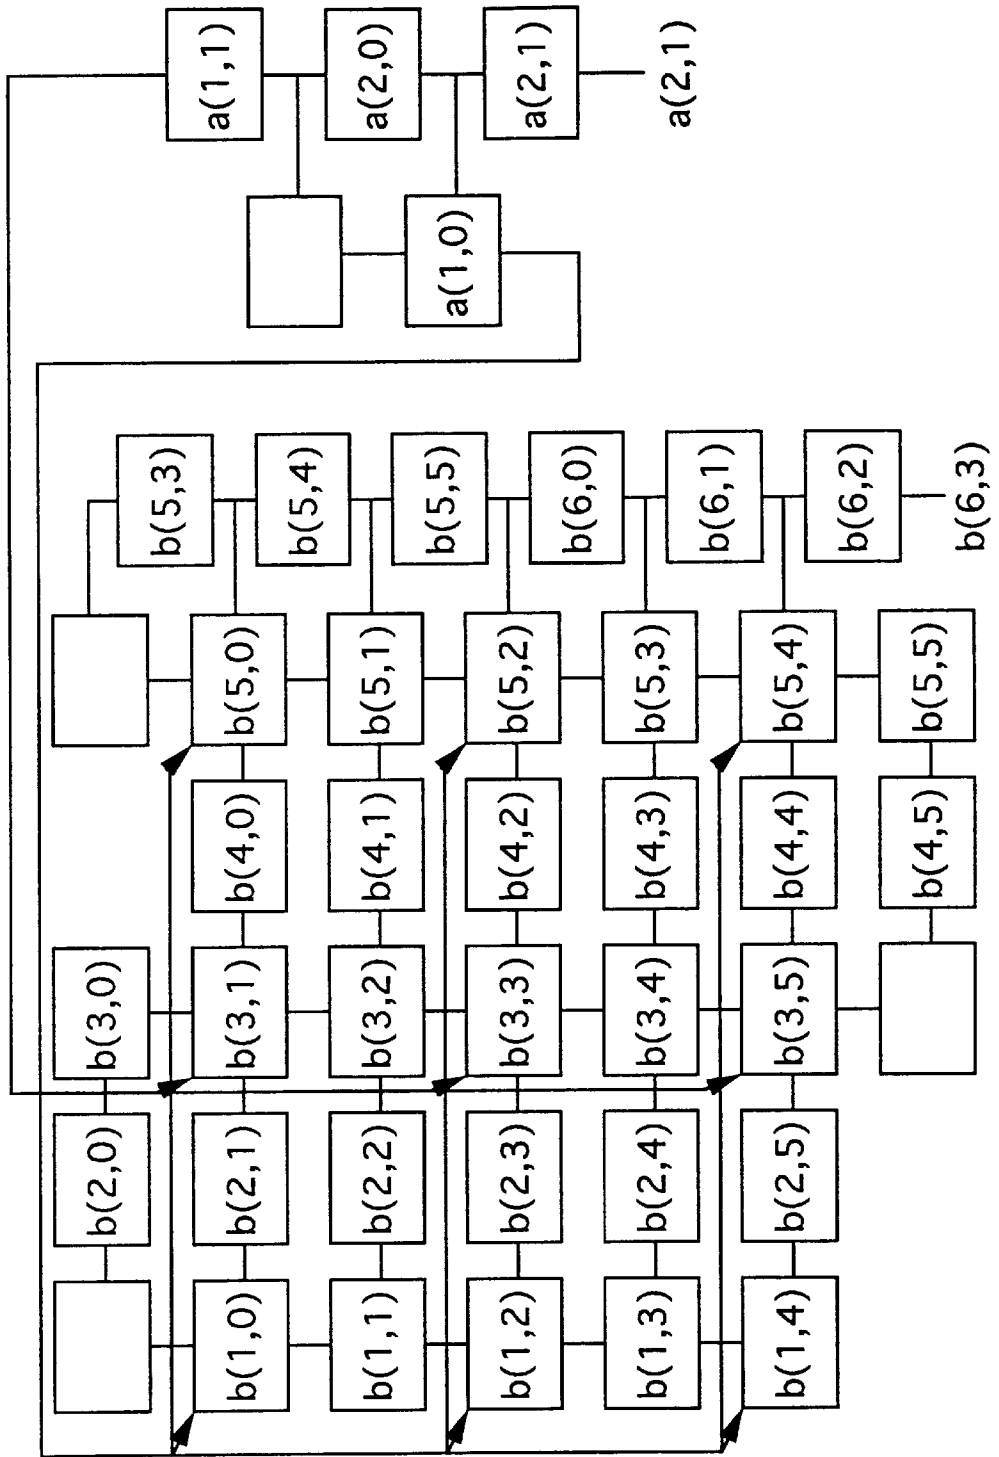 b(2,0)
b(3,0)
b(5,3)
a(1,1)
b(1,0)
b(2,1)
b(3,1)
b(4,0)
b(5,0)
b(5,4)
a(2,0)
b(1,1)
b(2,2)
b(3,2)
b(4,1)
b(5,1)
b(5,5)
a(1,0)
b(1,2)
b(2,3)
b(3,3)
b(4,2)
b(5,2)
a(2,1)
b(6,0)
b(1,3)
b(2,4)
b(3,4)
b(4,3)
b(5,3)
a(2,1)
b(6,1)
b(1,4)
b(2,5)
b(3,5)
b(4,4)
b(5,4)
b(6,2)
b(4,5)
b(5,5)
b(6,3)